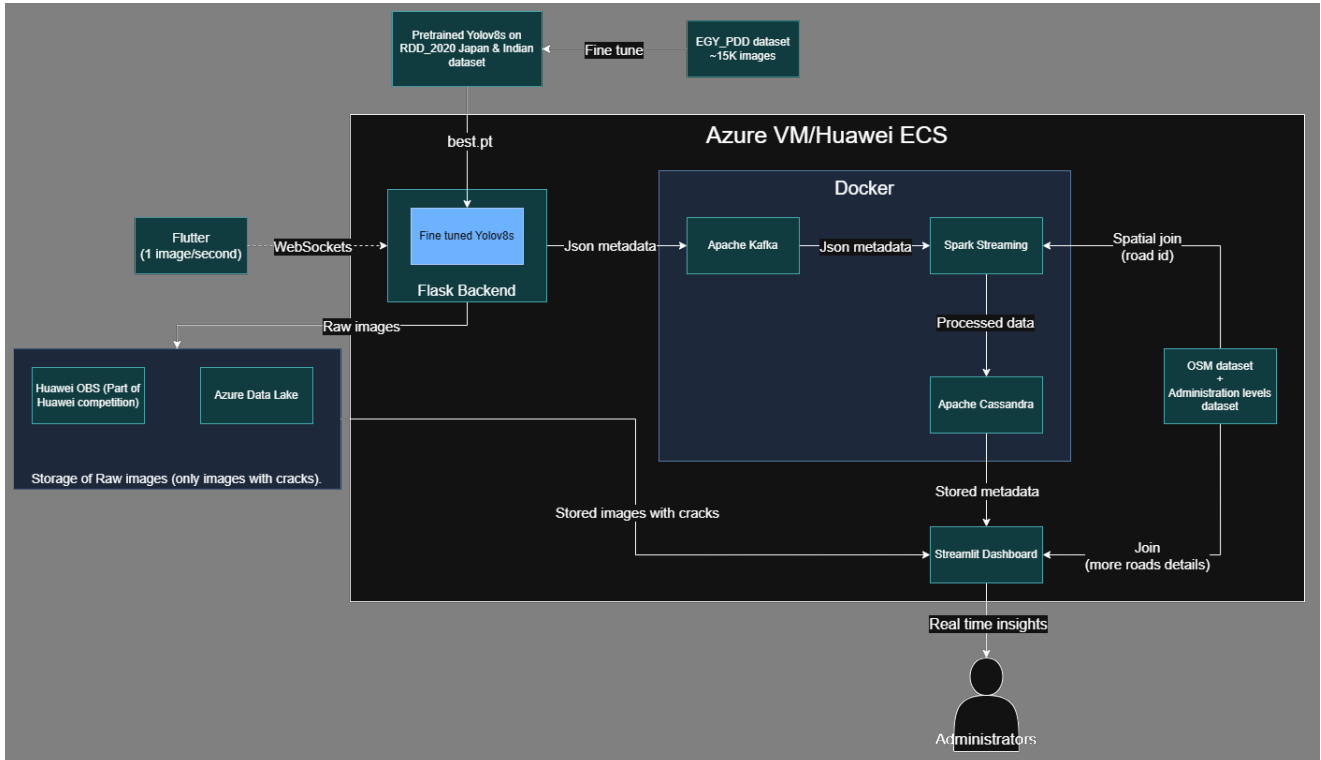 Pretrained Yolov8s on
RDD_2020 Japan & Indian
dataset
Fine tune
EGY_PDD dataset
~15K images
best.pt
Azure VM/Huawei ECS
Docker
Flutter
(1 image/second)
WebSockets
Fine tuned Yolov8s
Flask Backend
Json metadata
Apache Kafka
Json metadata
Spark Streaming
Spatial join
(road id)
Raw images
Processed data
Huawei OBS (Part of
Huawei competition)
Azure Data Lake
Storage of Raw images (only images with cracks).
Apache Cassandra
OSM dataset
+
Administration levels
dataset
Stored metadata
Stored images with cracks
Streamlit Dashboard
Join
(more roads details)
Real time insights
Administrators